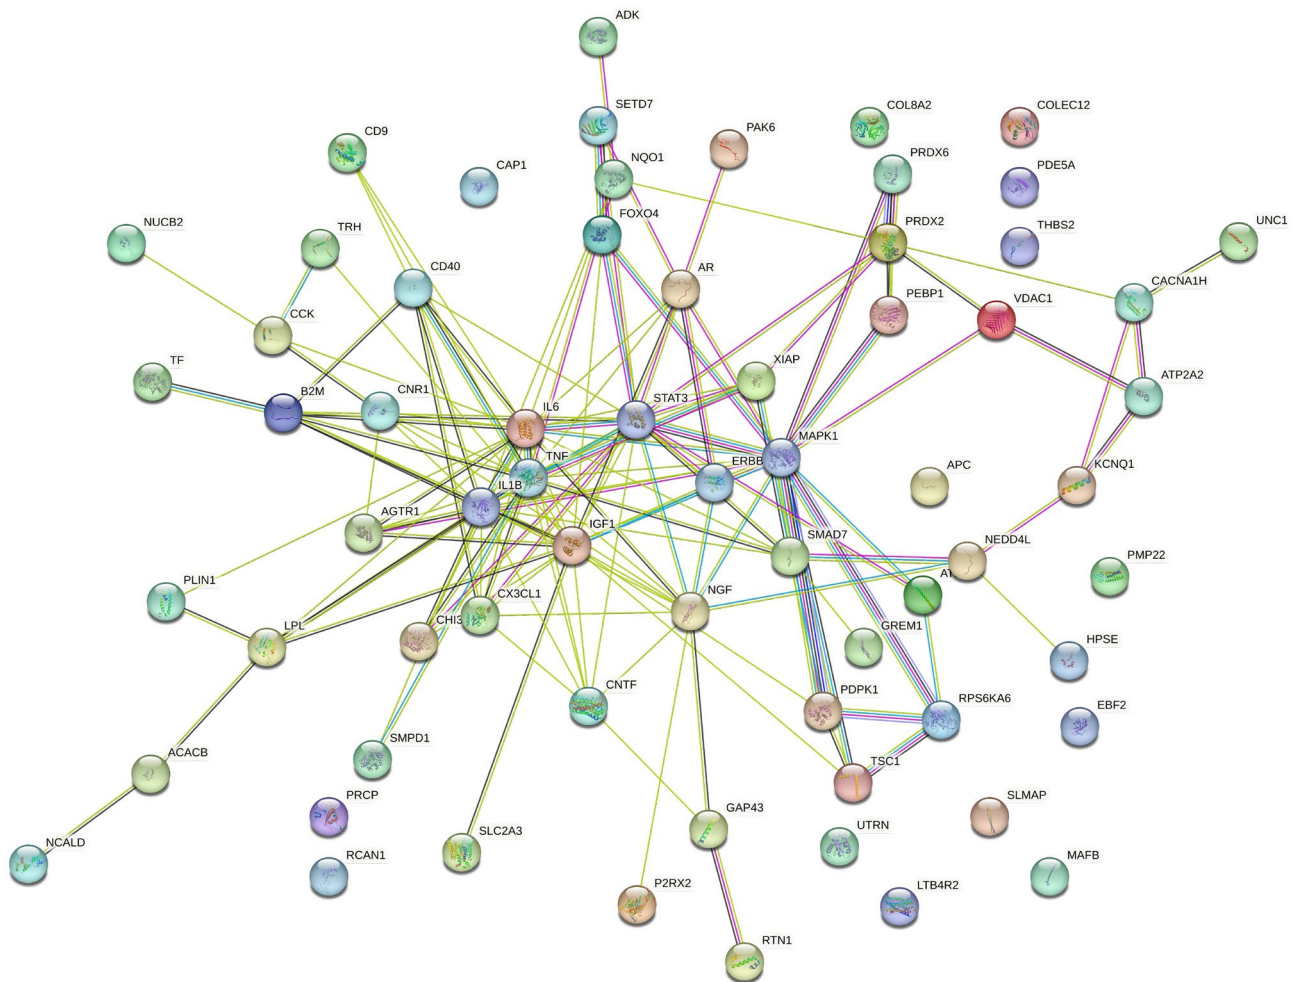 ADK
SETD7
COL8A2
COLEC12
PAK6
CD9
NQO1
PRDX6
CAP1
PDE5A
FOXO4
NUCB2
TRH
PRDX2
THBS2
UNC1
CD40
AR
CACNA1H
PEBP1
VDAC1
CCK
XIAP
TF
B2M
CNR1
ATP2A2
IL6
STAT3
MAPK1
TNF
ERBB
APC
KCNQ1
IL1B
AGTR1
IGF1
SMAD7
NEDD4L
PMP22
AT
PLIN1
CX3CL1
NGF
LPL
CHI3
GREM1
HPSE
CNTF
PDPK1
RPS6KA6
EBF2
SMPD1
ACACB
TSC1
PRCP
GAP43
SLMAP
UTRN
SLC2A3
NCALD
RCAN1
MAFB
P2RX2
LTB4R2
RTN1